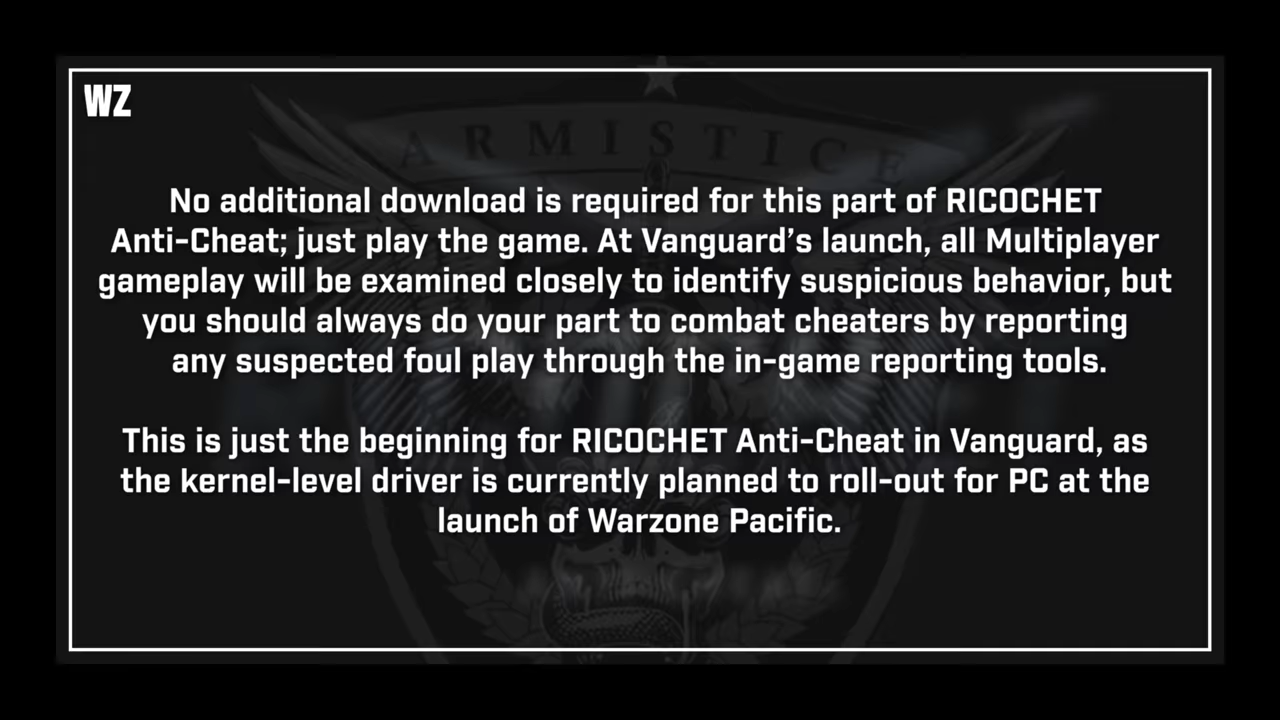 WZ
ARMISTICE
No additional download is required for this part of RICOCHET
Anti-Cheat; just play the game. At Vanguard’s launch, all Multiplayer
gameplay will be examined closely to identify suspicious behavior, but
you should always do your part to combat cheaters by reporting
any suspected foul play through the in-game reporting tools.
This is just the beginning for RICOCHET Anti-Cheat in Vanguard, as
the kernel-level driver is currently planned to roll-out for PC at the
launch of Warzone Pacific.